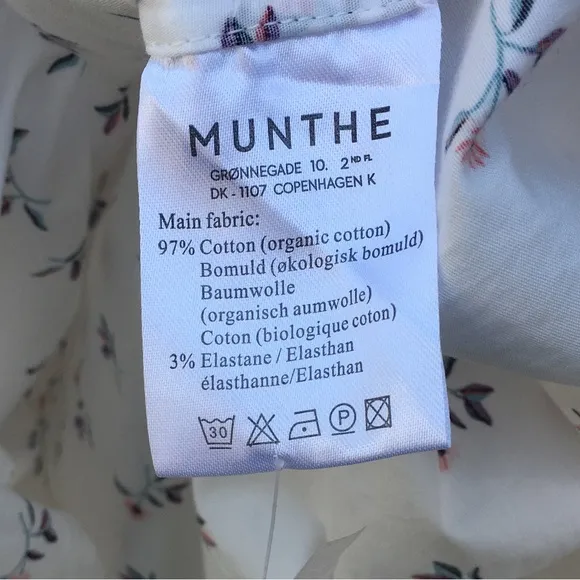 MUNTHE
GRØNNEGADE 10. 2ND FL
DK - 1107 COPENHAGEN K
Main fabric:
97% Cotton (organic cotton)
Bomuld (økologisk bomuld)
Baumwolle
(organisch aumwolle)
Coton (biologique coton)
3% Elastane / Elasthan
élasthanne/Elasthan
30 P